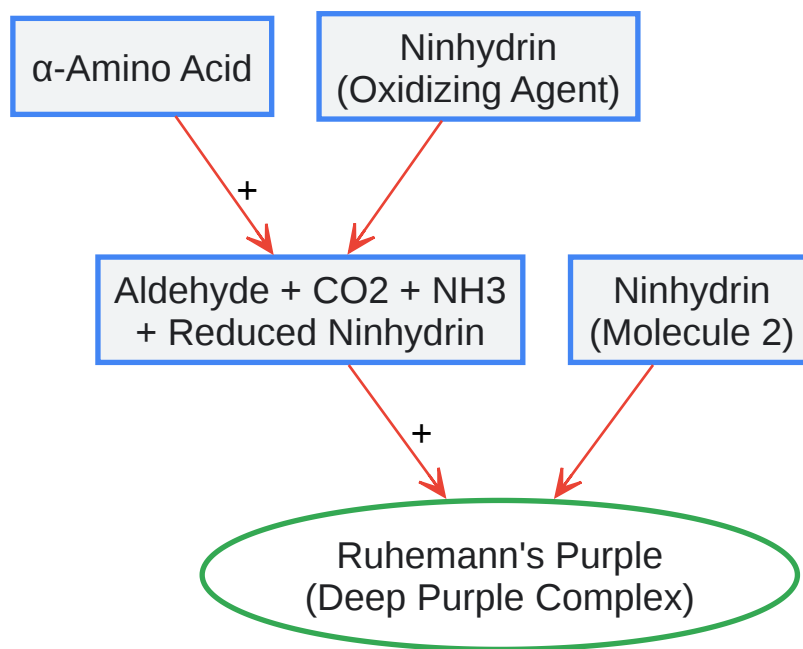 α-Amino Acid
Ninhydrin
(Oxidizing Agent)
+
Aldehyde + CO2 + NH3
+ Reduced Ninhydrin
Ninhydrin
(Molecule 2)
+
Ruhemann's Purple
(Deep Purple Complex)